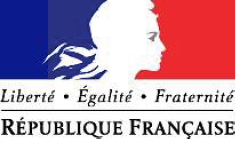 Liberté • Égalité • Fraternité
RÉPUBLIQUE FRANÇAISE